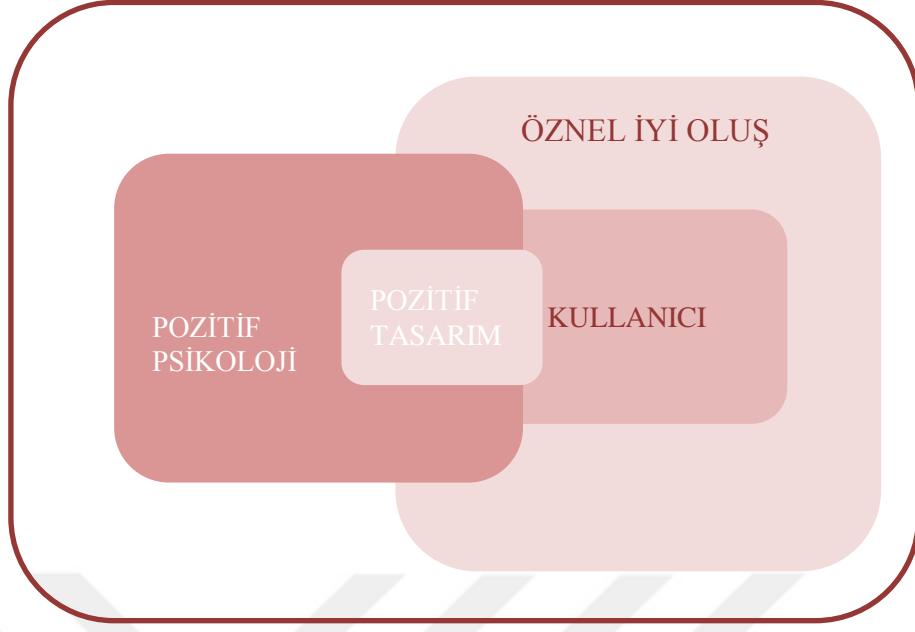 ÖZNEL İYİ OLUŞ
POZİTİF
PSİKOLOJİ
POZİTİF
TASARIM
KULLANICI